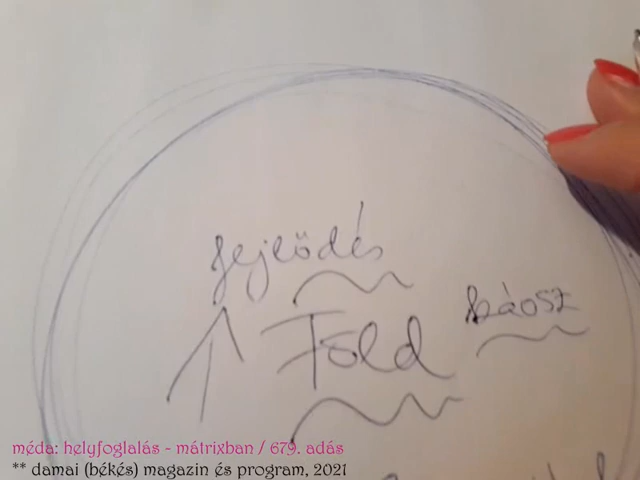 fejlődés
Föld
káosz
méda: helyfoglalás - mátrixban / 679. adás
** damai (békés) magazin és program, 2021